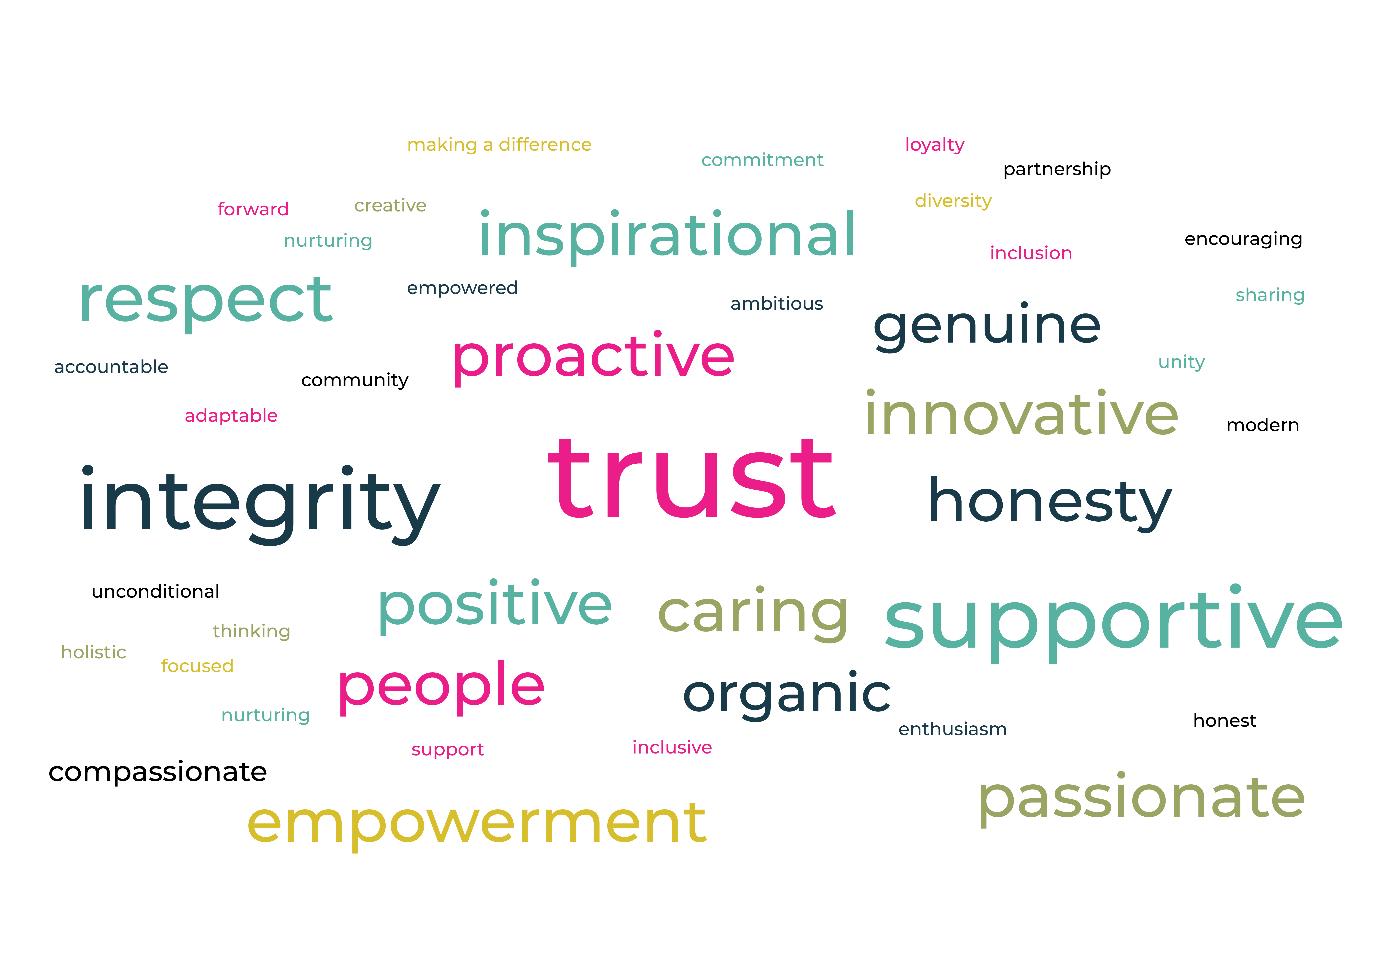 making a difference
loyalty
commitment
partnership
diversity
creative
forward
inspirational
nurturing
encouraging
inclusion
respect
empowered
sharing
ambitious
genuine
proactive
unity
accountable
community
innovative
adaptable
modern
trust
integrity
honesty
unconditional
positive
caring
supportive
thinking
holistic
focused
people
organic
nurturing
honest
enthusiasm
support
inclusive
compassionate
passionate
empowerment